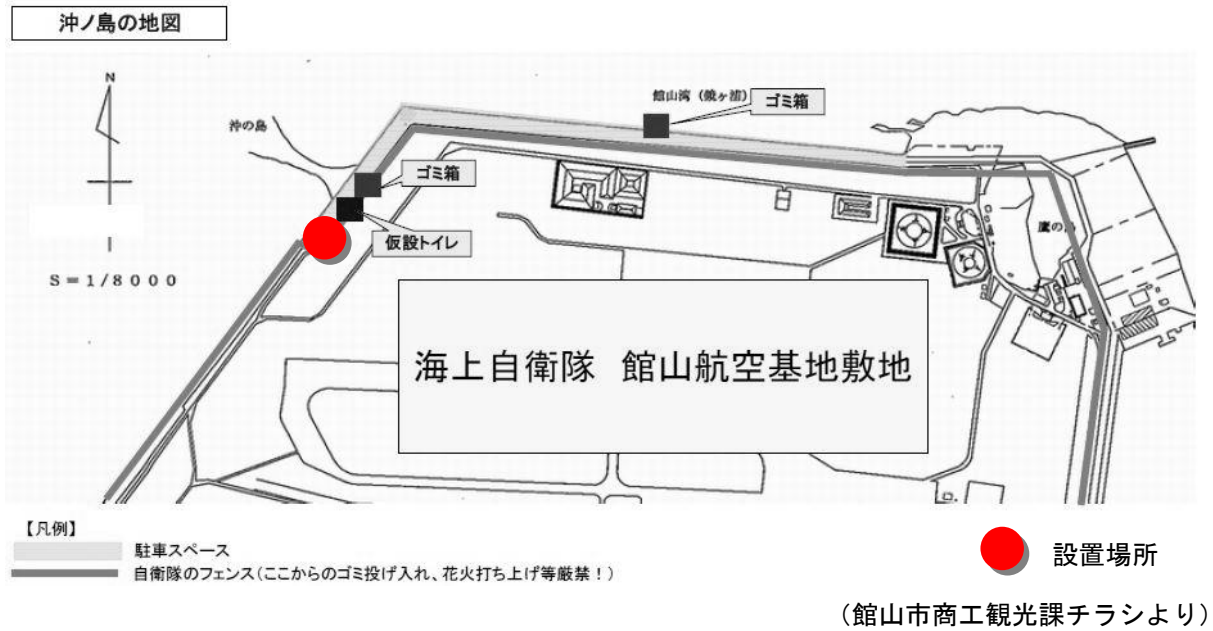 沖ノ島の地図
N
館山湾（鏡ヶ浦）
ゴミ箱
沖の島
ゴミ箱
仮設トイレ
鷹の島
S＝1/8000
海上自衛隊　館山航空基地敷地
【凡例】
駐車スペース
自衛隊のフェンス（ここからのゴミ投げ入れ、花火打ち上げ等厳禁！）
設置場所
（館山市商工観光課チラシより）